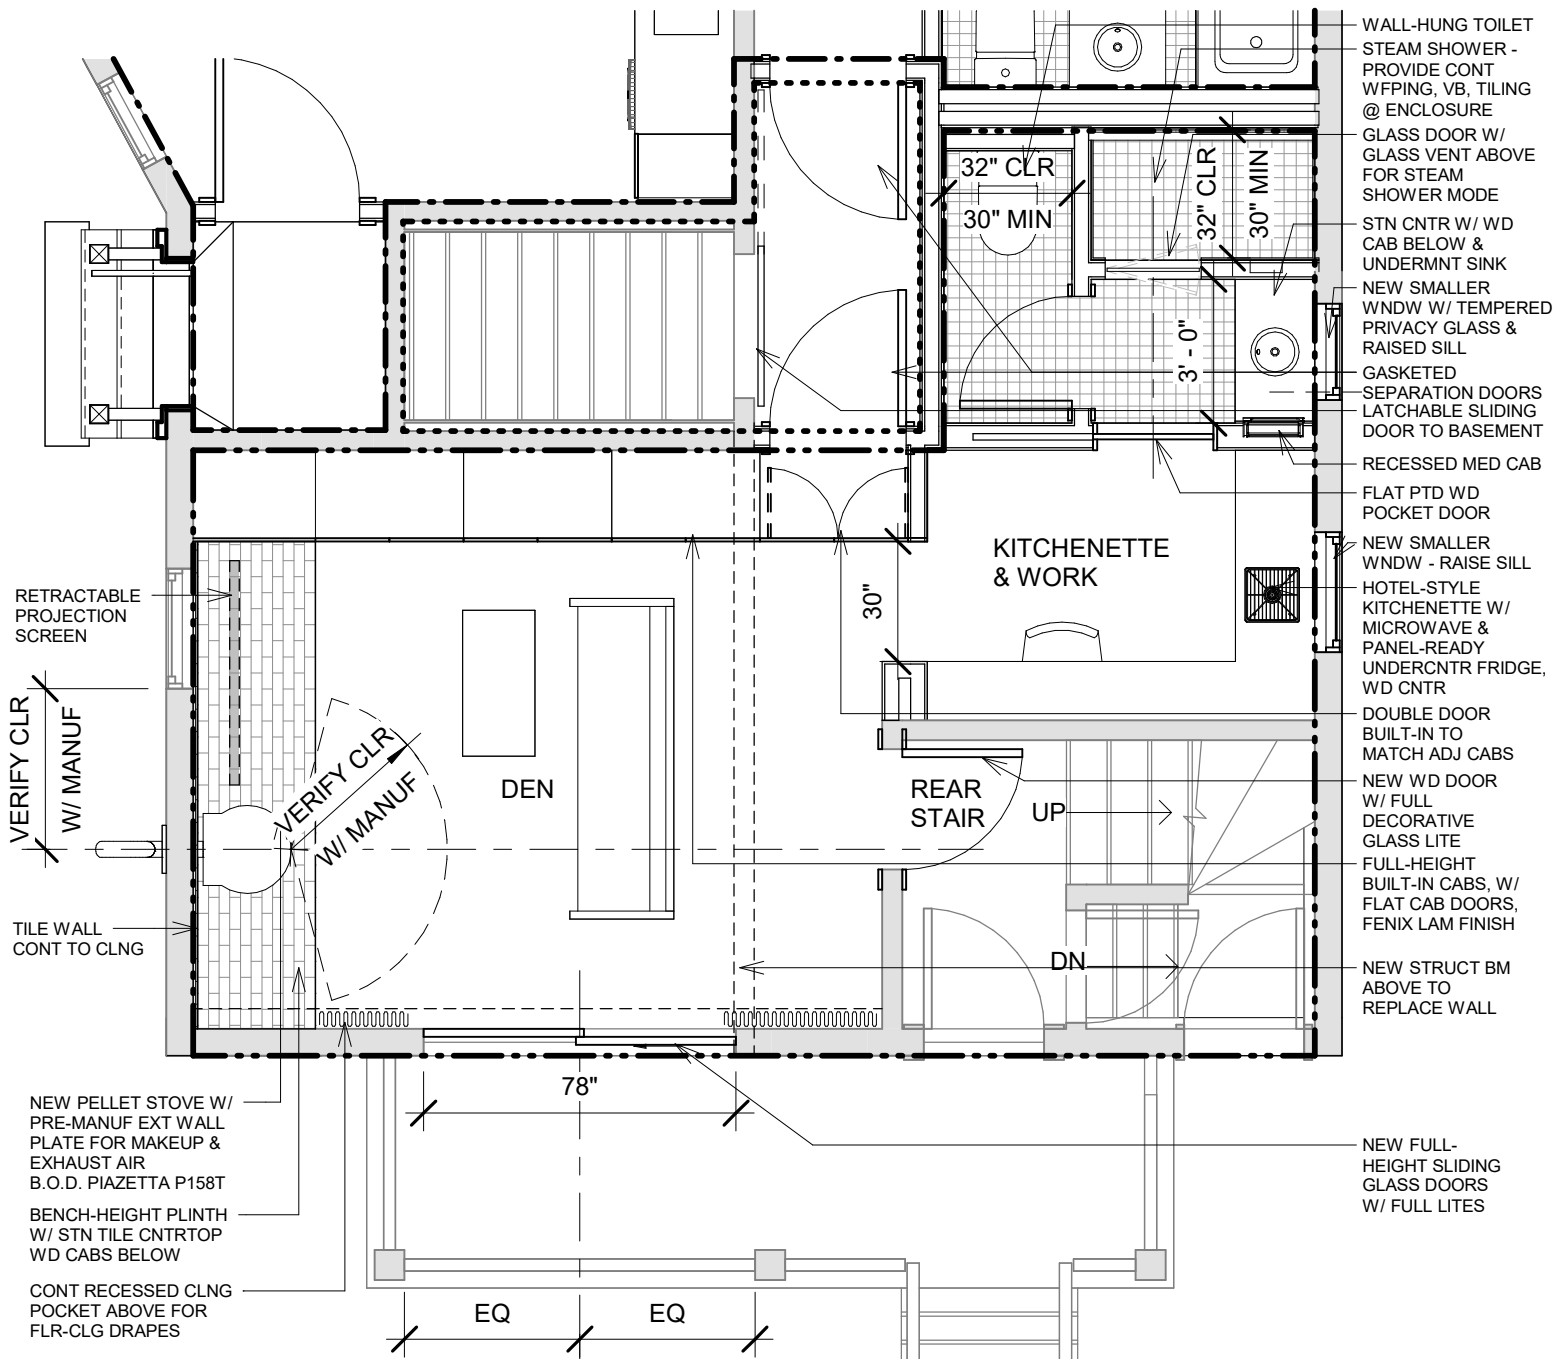 WALL-HUNG TOILET
STEAM SHOWER -
PROVIDE CONT
WFPING, VB, TILING
@ ENCLOSURE
GLASS DOOR W/
GLASS VENT ABOVE
FOR STEAM
SHOWER MODE
STN CNTR W/ WD
CAB BELOW &
UNDERMNT SINK
NEW SMALLER
WNDW W/ TEMPERED
PRIVACY GLASS &
RAISED SILL
GASKETED
SEPARATION DOORS
LATCHABLE SLIDING
DOOR TO BASEMENT
RECESSED MED CAB
FLAT PTD WD
POCKET DOOR
NEW SMALLER
WNDW - RAISE SILL
HOTEL-STYLE
KITCHENETTE W/
MICROWAVE &
PANEL-READY
UNDERCNTR FRIDGE,
WD CNTR
DOUBLE DOOR
BUILT-IN TO
MATCH ADJ CABS
NEW WD DOOR
W/ FULL
DECORATIVE
GLASS LITE
FULL-HEIGHT
BUILT-IN CABS, W/
FLAT CAB DOORS,
FENIX LAM FINISH
NEW STRUCT BM
ABOVE TO
REPLACE WALL
NEW FULL-
HEIGHT SLIDING
GLASS DOORS
W/ FULL LITES
32" CLR
30" MIN
32" CLR
30" MIN
3' - 0"
KITCHENETTE
& WORK
30"
RETRACTABLE
PROJECTION
SCREEN
VERIFY CLR
W/ MANUF
VERIFY CLR
W/ MANUF
DEN
REAR
STAIR
UP
DN
TILE WALL
CONT TO CLNG
78"
NEW PELLET STOVE W/
PRE-MANUF EXT WALL
PLATE FOR MAKEUP &
EXHAUST AIR
B.O.D. PIAZETTA P158T
BENCH-HEIGHT PLINTH
W/ STN TILE CNTRTOP
WD CABS BELOW
CONT RECESSED CLNG
POCKET ABOVE FOR
FLR-CLG DRAPES
EQ
EQ